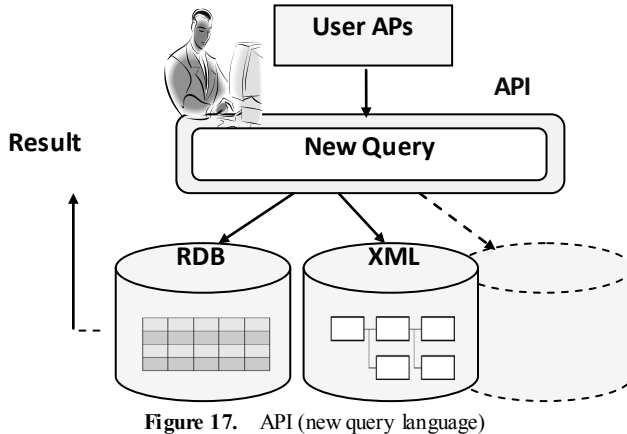 User APs
API
Result
New Query
RDB
XML
Figure 17. API (new query language)